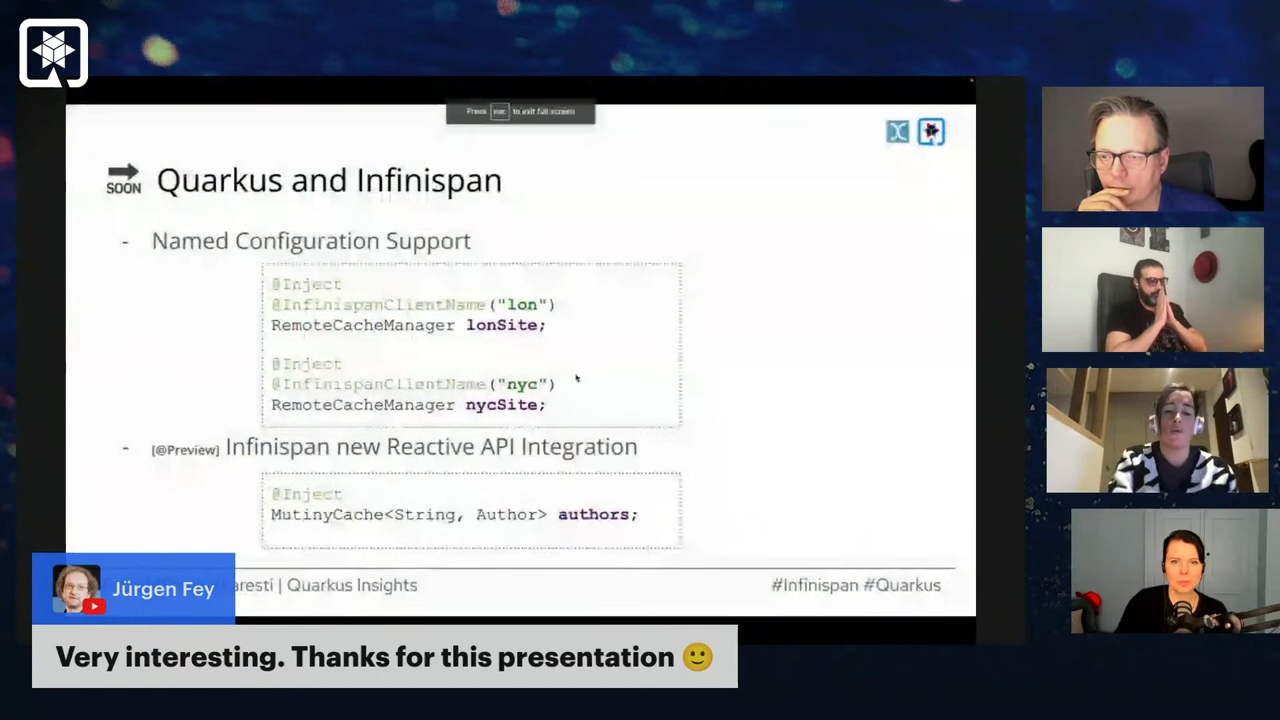 Press esc to exit full screen
SOON Quarkus and Infinispan
- Named Configuration Support
@Inject
@InfinispanClientName("lon")
RemoteCacheManager lonSite;
@Inject
@InfinispanClientName("nyc")
RemoteCacheManager nycSite;
- [@Preview] Infinispan new Reactive API Integration
@Inject
MutinyCache<String, Author> authors;
aresti | Quarkus Insights
#Infinispan #Quarkus
Jürgen Fey
Very interesting. Thanks for this presentation 🙂